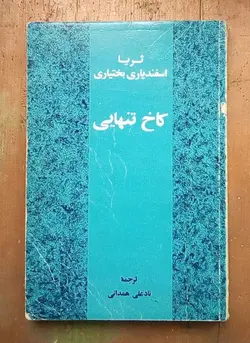 ثریا
اسفندیاری بختیاری
کاخ تنهایی
ترجمه
نادعلی همدانی